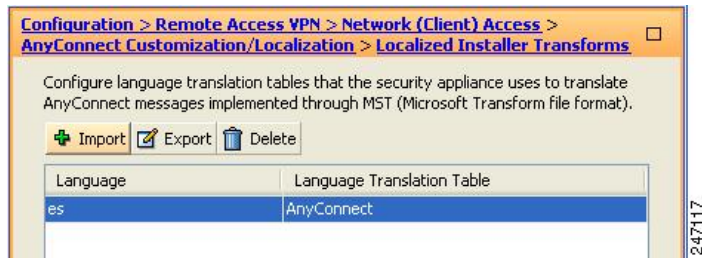 Configuration > Remote Access VPN > Network (Client) Access >
AnyConnect Customization/Localization > Localized Installer Transforms
Configure language translation tables that the security appliance uses to translate
AnyConnect messages implemented through MST (Microsoft Transform file format).
Import Export Delete
Language Language Translation Table
es AnyConnect
247117